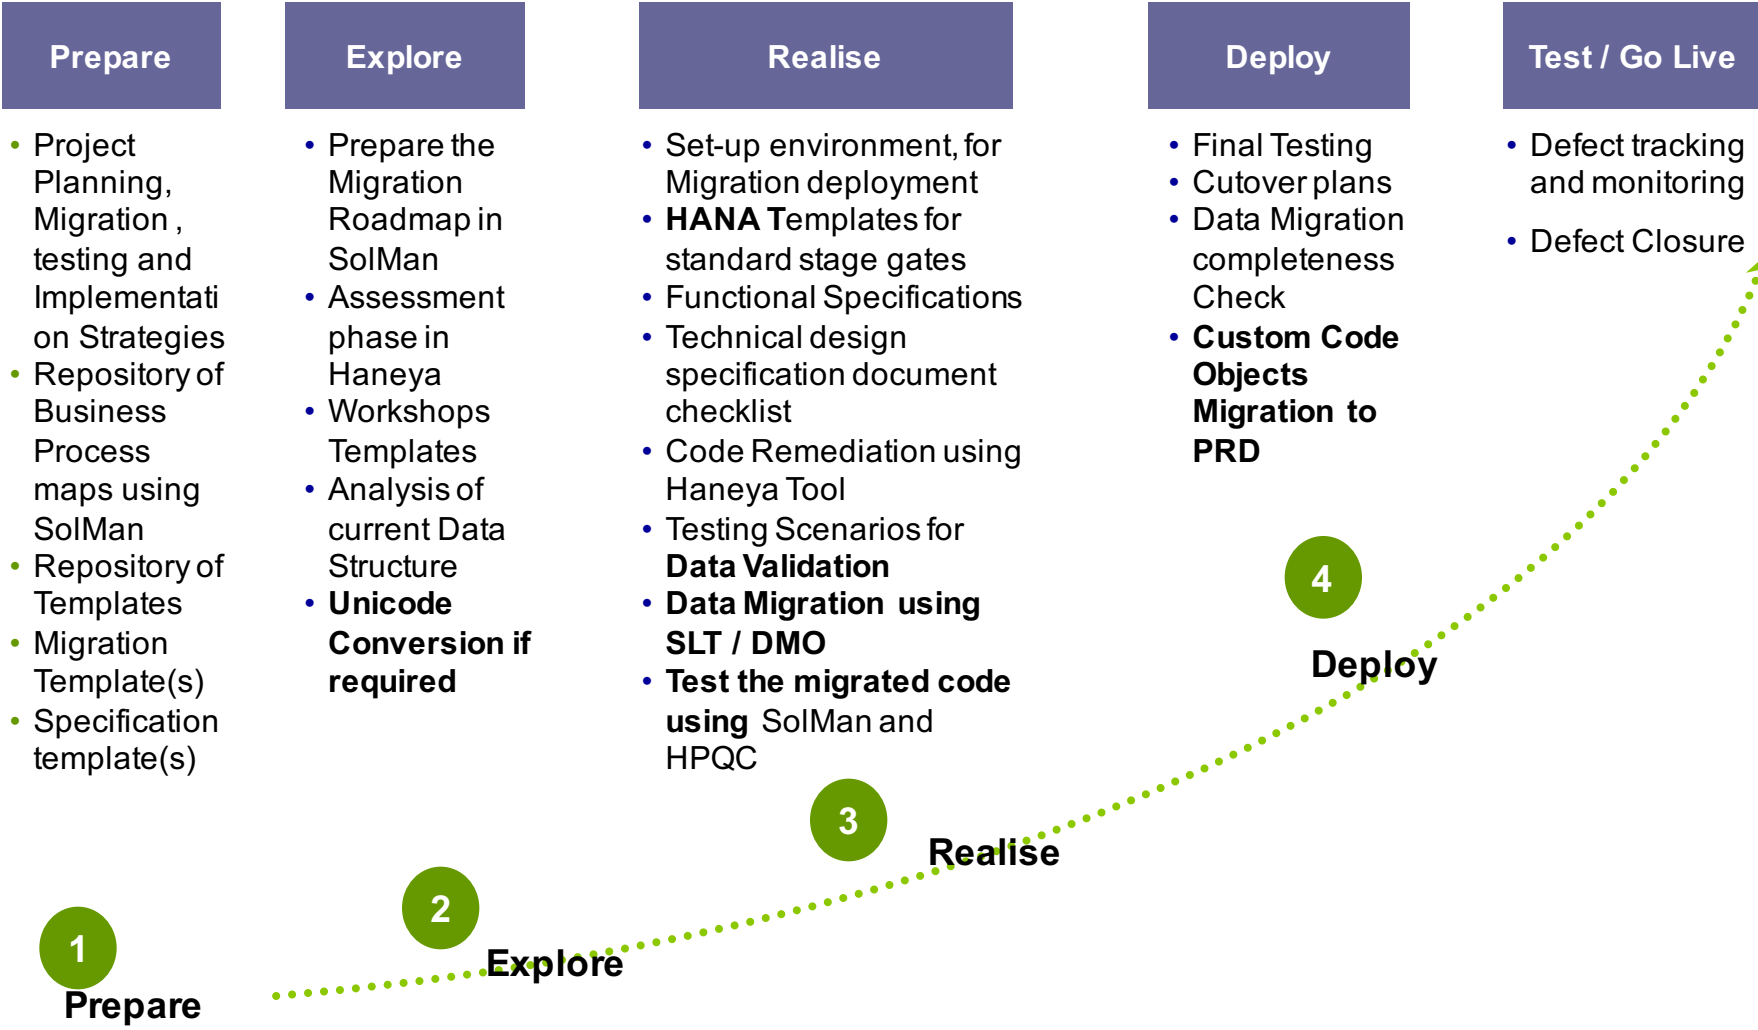 Prepare
Project
Planning,
Migration ,
testing and
Implementati
on Strategies
Repository of
Business
Process
maps using
SolMan
Repository of
Templates
Migration
Template(s)
Specification
template(s)
Explore
Prepare the
Migration
Roadmap in
SolMan
Assessment
phase in
Haneya
Workshops
Templates
Analysis of
current Data
Structure
Unicode
Conversion if
required
Realise
Set-up environment, for
Migration deployment
HANA Templates for
standard stage gates
Functional Specifications
Technical design
specification document
checklist
Code Remediation using
Haneya Tool
Testing Scenarios for
Data Validation
Data Migration using
SLT / DMO
Test the migrated code
using SolMan and
HPQC
Deploy
Final Testing
Cutover plans
Data Migration
completeness
Check
Custom Code
Objects
Migration to
PRD
Test / Go Live
Defect tracking
and monitoring
Defect Closure
1
Prepare
2
Explore
3
Realise
4
Deploy